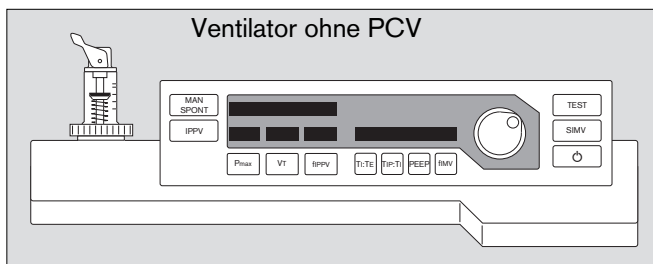 Ventilator ohne PCV
MAN
SPONT
IPPV
TEST
SIMV
Pmax
VT
fIPPV
TI:TE
TIP:TI
PEEP
fIMV